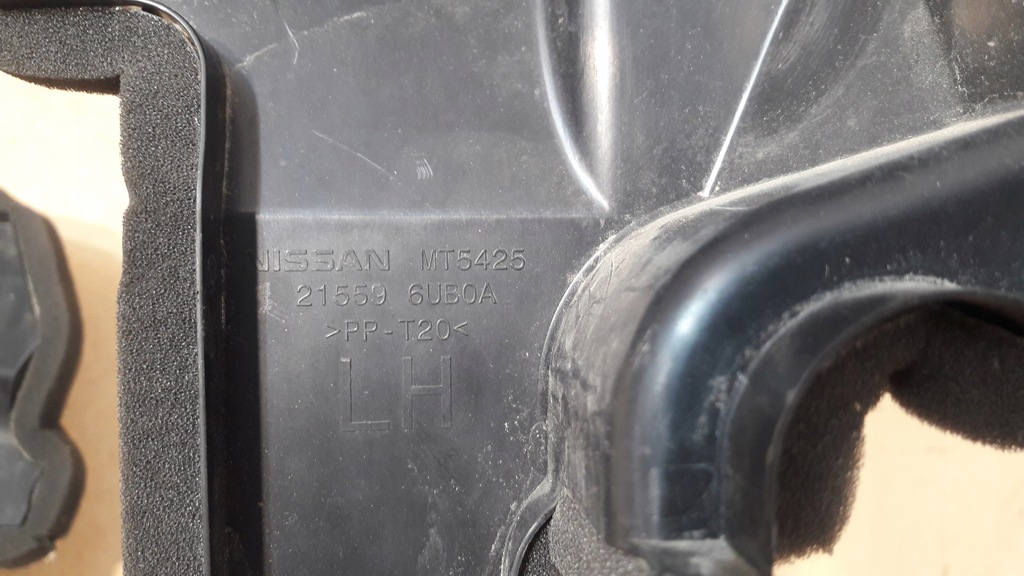 NISSAN MT5425
21559 6UB0A
>PP-T20<
LH